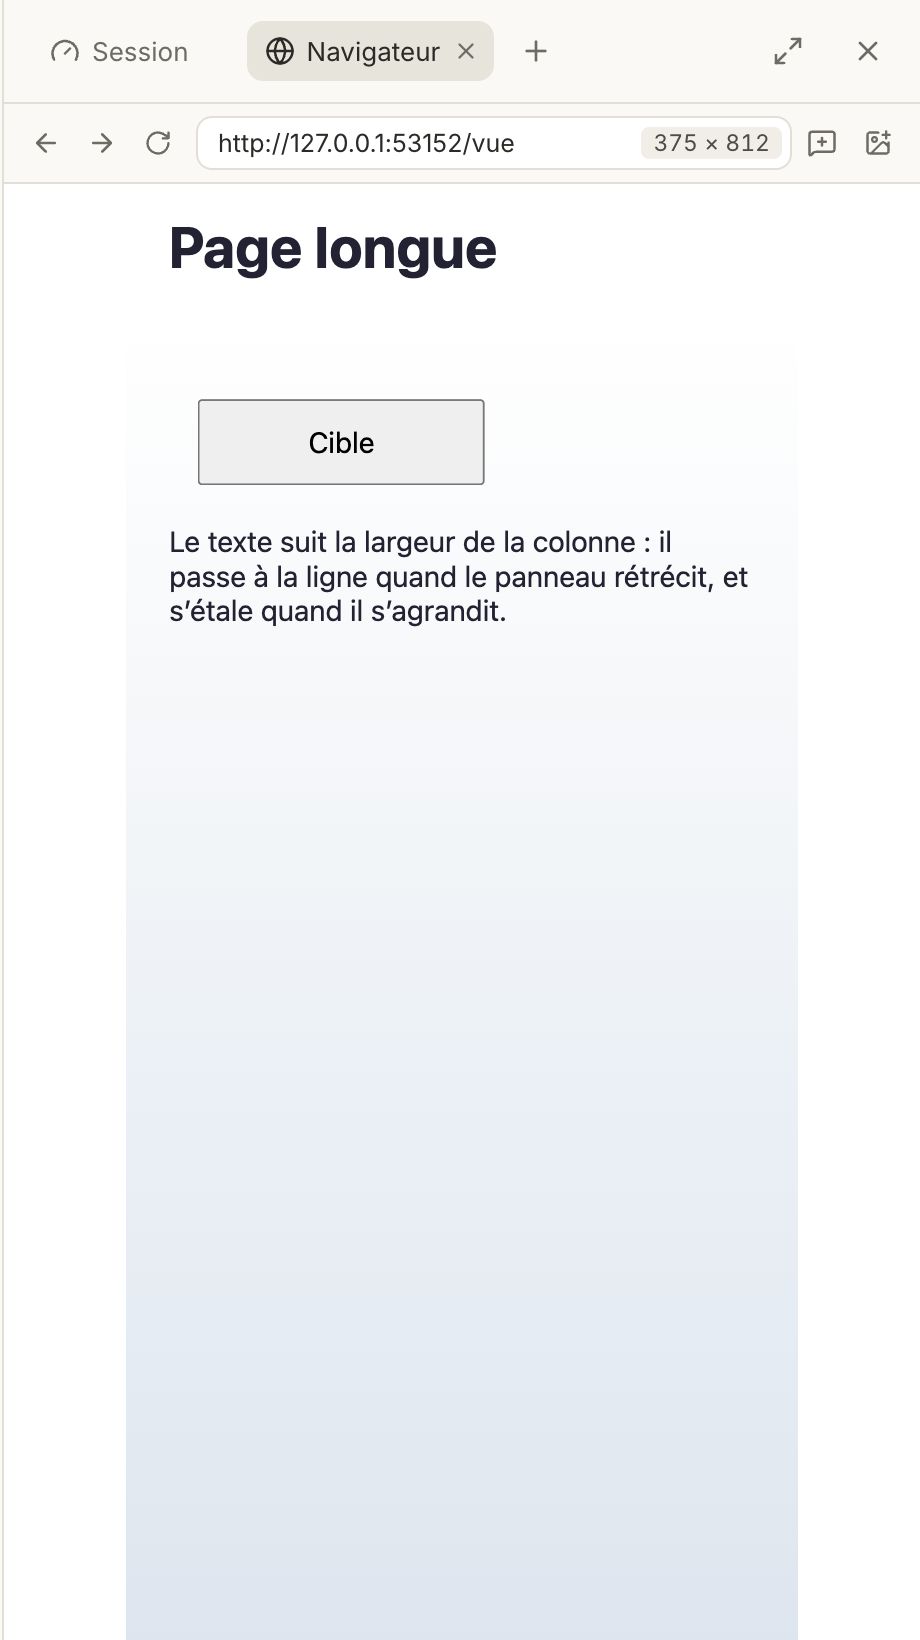 Session
Navigateur
http://127.0.0.1:53152/vue
375 × 812
Page longue
Cible
Le texte suit la largeur de la colonne : il
passe à la ligne quand le panneau rétrécit, et
s’étale quand il s’agrandit.